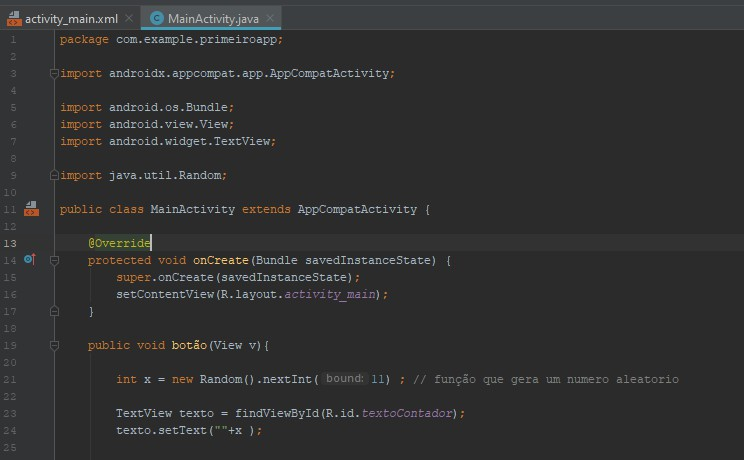 activity_main.xml MainActivity.java
1 package com.example.primeiroapp;
2
3 import androidx.appcompat.app.AppCompatActivity;
4
5 import android.os.Bundle;
6 import android.view.View;
7 import android.widget.TextView;
8
9 import java.util.Random;
10
11 public class MainActivity extends AppCompatActivity {
12
13 @Override
14 protected void onCreate(Bundle savedInstanceState) {
15 super.onCreate(savedInstanceState);
16 setContentView(R.layout.activity_main);
17 }
18
19 public void botão(View v){
20
21 int x = new Random().nextInt( bound: 11) ; // função que gera um numero aleatorio
22
23 TextView texto = findViewById(R.id.textoContador);
24 texto.setText(""+x );
25